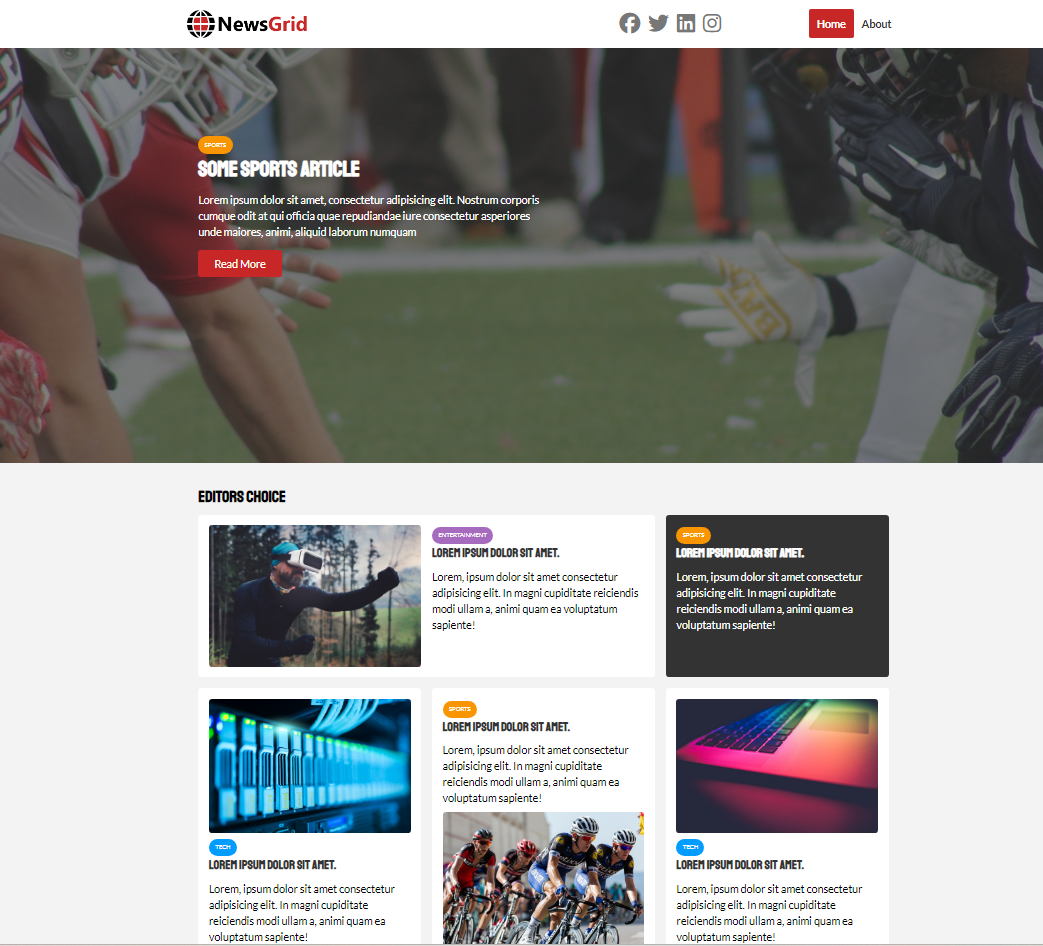 NewsGrid
Home
About
SPORTS
SOME SPORTS ARTICLE
Lorem ipsum dolor sit amet, consectetur adipisicing elit. Nostrum corporis
cumque odit at qui officia quae repudiandae iure consectetur asperiores
unde maiores, animi, aliquid laborum numquam
Read More
EDITORS CHOICE
ENTERTAINMENT
LOREM IPSUM DOLOR SIT AMET.
Lorem, ipsum dolor sit amet consectetur
adipisicing elit. In magni cupiditate reiciendis
modi ullam a, animi quam ea voluptatum
sapiente!
SPORTS
LOREM IPSUM DOLOR SIT AMET.
Lorem, ipsum dolor sit amet consectetur
adipisicing elit. In magni cupiditate
reiciendis modi ullam a, animi quam ea
voluptatum sapiente!
TECH
LOREM IPSUM DOLOR SIT AMET.
Lorem, ipsum dolor sit amet consectetur
adipisicing elit. In magni cupiditate
reiciendis modi ullam a, animi quam ea
voluptatum sapiente!
SPORTS
LOREM IPSUM DOLOR SIT AMET.
Lorem, ipsum dolor sit amet consectetur
adipisicing elit. In magni cupiditate
reiciendis modi ullam a, animi quam ea
voluptatum sapiente!
TECH
LOREM IPSUM DOLOR SIT AMET.
Lorem, ipsum dolor sit amet consectetur
adipisicing elit. In magni cupiditate
reiciendis modi ullam a, animi quam ea
voluptatum sapiente!